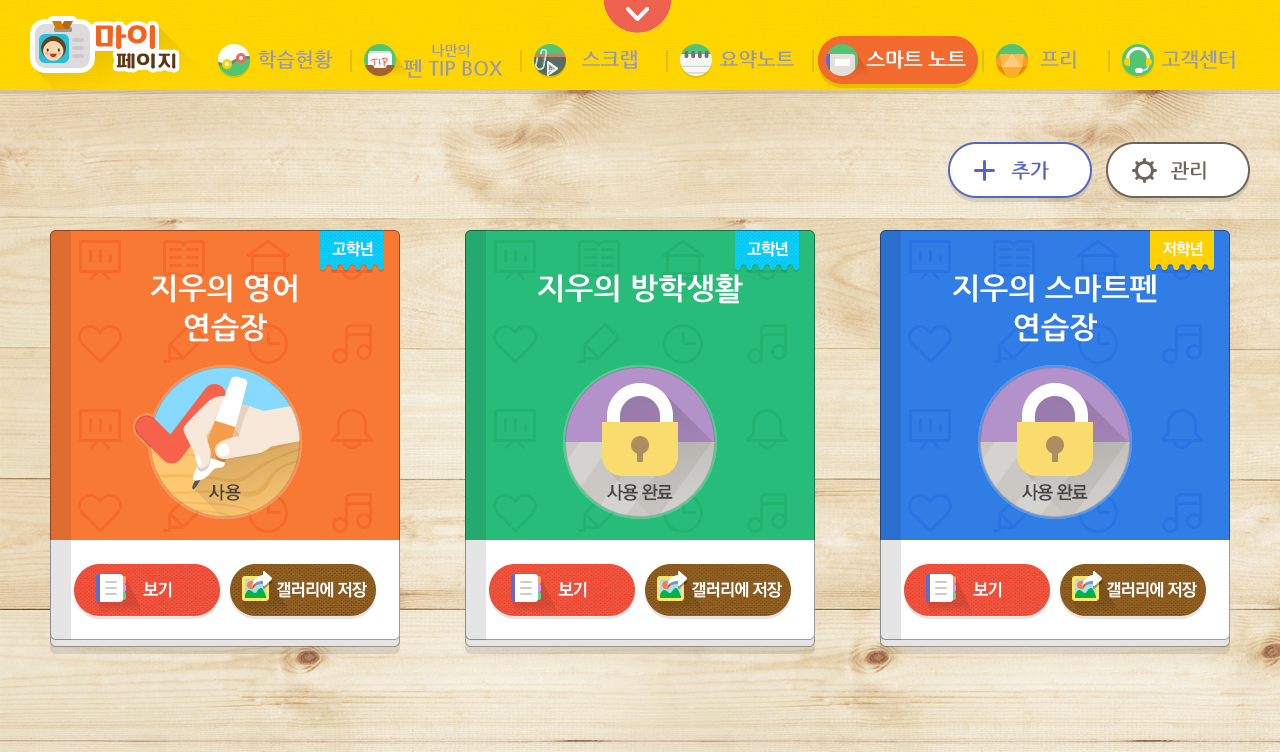 마이
페이지
학습현황
TIP
나만의
펜 TIP BOX
스크랩
요약노트
스마트 노트
프리
고객센터
추가
관리
고학년
지우의 영어
연습장
사용
보기
갤러리에 저장
고학년
지우의 방학생활
사용 완료
보기
갤러리에 저장
저학년
지우의 스마트펜
연습장
사용 완료
보기
갤러리에 저장